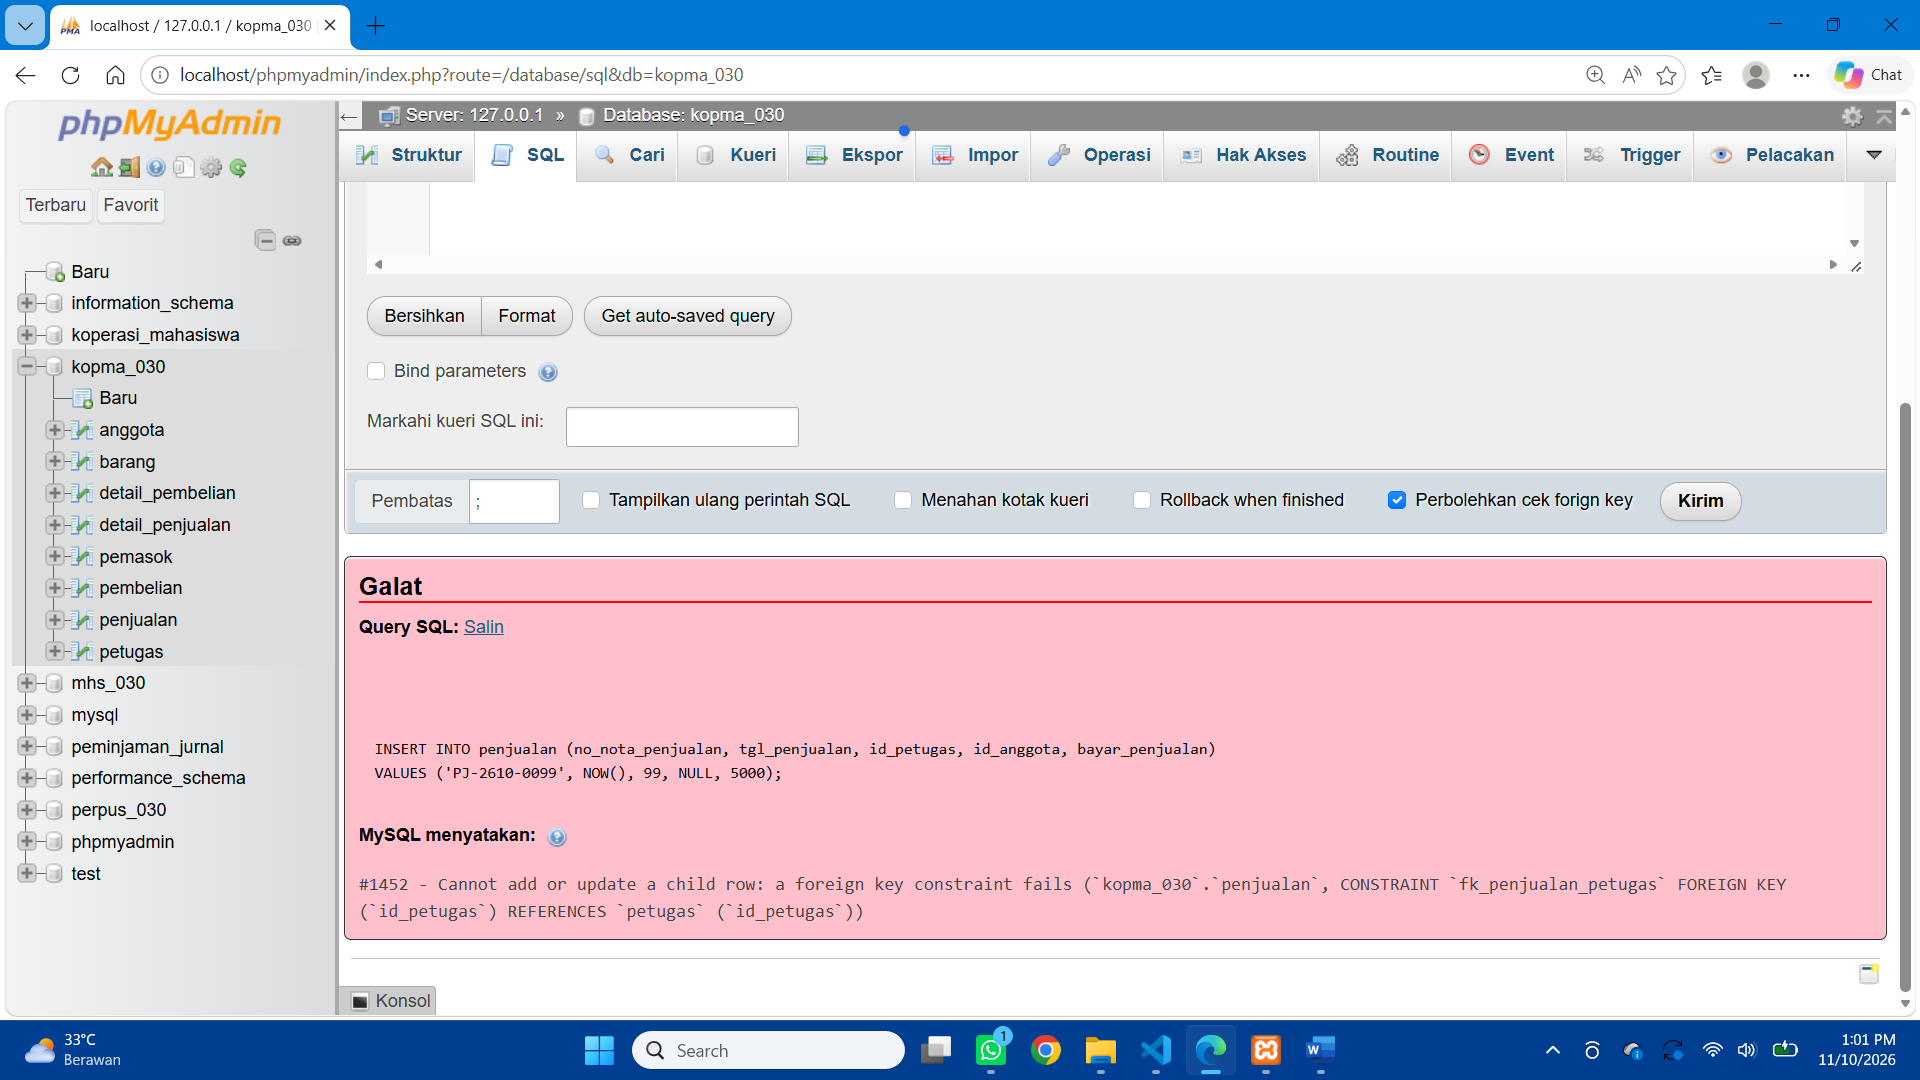 localhost / 127.0.0.1 / kopma_030
localhost/phpmyadmin/index.php?route=/database/sql&db=kopma_030
Chat
phpMyAdmin
Terbaru Favorit
Baru
information_schema
koperasi_mahasiswa
kopma_030
Baru
anggota
barang
detail_pembelian
detail_penjualan
pemasok
pembelian
penjualan
petugas
mhs_030
mysql
peminjaman_jurnal
performance_schema
perpus_030
phpmyadmin
test
Server: 127.0.0.1 » Database: kopma_030
Struktur SQL Cari Kueri Ekspor Impor Operasi Hak Akses Routine Event Trigger Pelacakan
Bersihkan Format Get auto-saved query
Bind parameters
Markahi kueri SQL ini:
Pembatas ; Tampilkan ulang perintah SQL Menahan kotak kueri Rollback when finished Perbolehkan cek forign key Kirim
Galat
Query SQL: Salin
INSERT INTO penjualan (no_nota_penjualan, tgl_penjualan, id_petugas, id_anggota, bayar_penjualan)
VALUES ('PJ-2610-0099', NOW(), 99, NULL, 5000);
MySQL menyatakan:
#1452 - Cannot add or update a child row: a foreign key constraint fails (`kopma_030`.`penjualan`, CONSTRAINT `fk_penjualan_petugas` FOREIGN KEY
(`id_petugas`) REFERENCES `petugas` (`id_petugas`))
Konsol
33°C
Berawan
Search
1
1:01 PM
11/10/2026